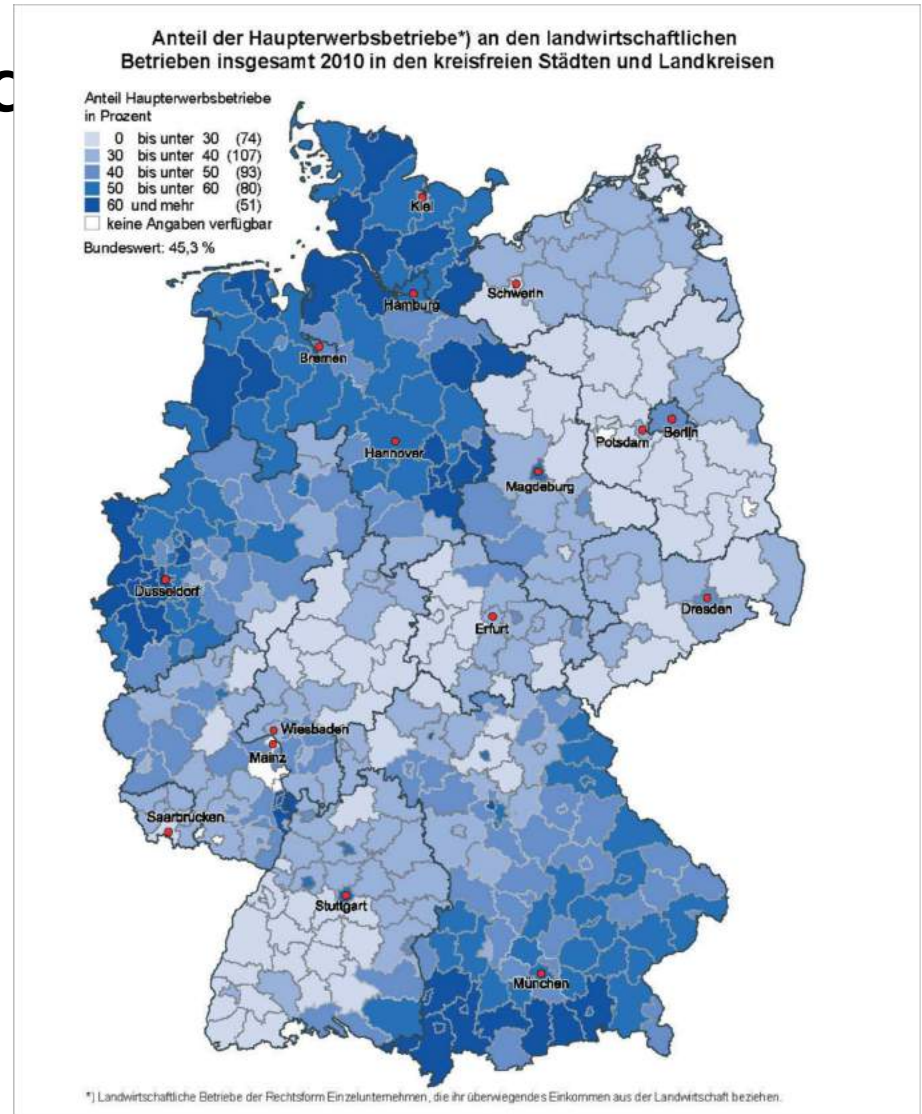 Anteil der Haupterwerbsbetriebe*) an den landwirtschaftlichen
Betrieben insgesamt 2010 in den kreisfreien Städten und Landkreisen
Anteil Haupterwerbsbetriebe
in Prozent
0 bis unter 30 (74)
30 bis unter 40 (107)
40 bis unter 50 (93)
50 bis unter 60 (80)
60 und mehr (51)
keine Angaben verfügbar
Bundeswert: 45,3 %
Kiel
Schwerin
Hamburg
Bremen
Berlin
Potsdam
Hannover
Magdeburg
Düsseldorf
Dresden
Erfurt
Wiesbaden
Mainz
Saarbrücken
Stuttgart
München
*) Landwirtschaftliche Betriebe der Rechtsform Einzelunternehmen, die ihr überwiegendes Einkommen aus der Landwirtschaft beziehen.